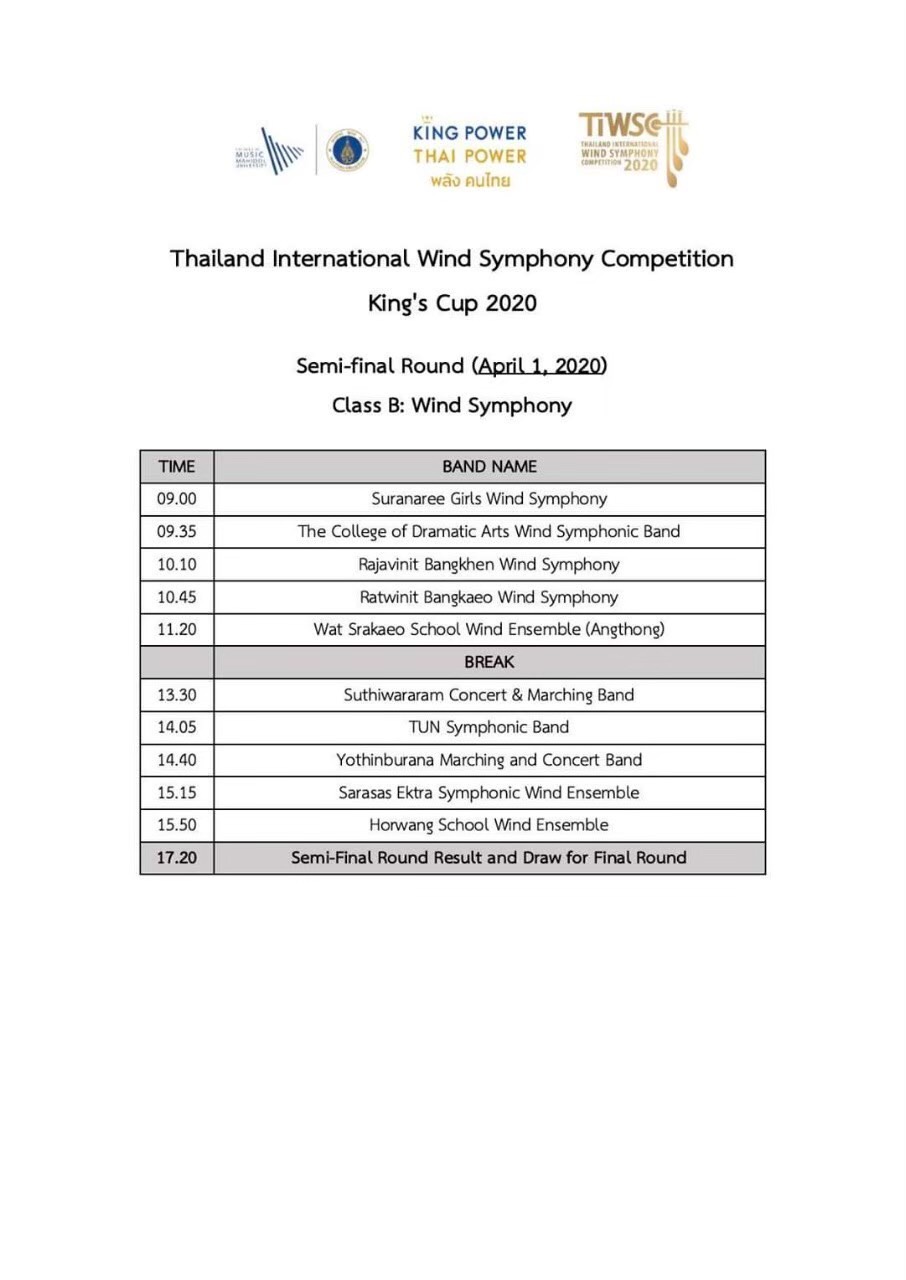 MUSIC
KING POWER
THAI POWER
พลัง คนไทย
TIWSC
THAILAND INTERNATIONAL
WIND SYMPHONY
COMPETITION 2020
Thailand International Wind Symphony Competition
King's Cup 2020
Semi-final Round (April 1, 2020)
Class B: Wind Symphony
TIME BAND NAME
09.00 Suranaree Girls Wind Symphony
09.35 The College of Dramatic Arts Wind Symphonic Band
10.10 Rajavinit Bangkhen Wind Symphony
10.45 Ratwinit Bangkaeo Wind Symphony
11.20 Wat Srakaeo School Wind Ensemble (Angthong)
BREAK
13.30 Suthiwararam Concert & Marching Band
14.05 TUN Symphonic Band
14.40 Yothinburana Marching and Concert Band
15.15 Sarasas Ektra Symphonic Wind Ensemble
15.50 Horwang School Wind Ensemble
17.20 Semi-Final Round Result and Draw for Final Round